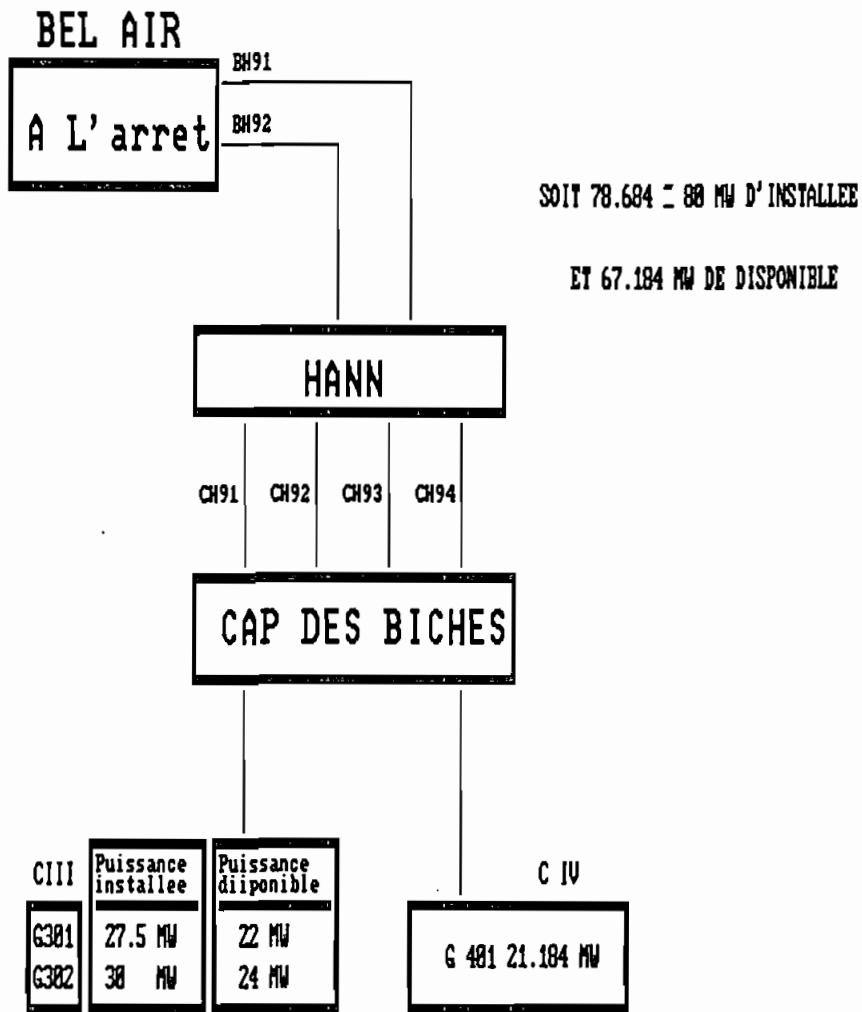 BEL AIR
BH91
A L'arret
BH92
SOIT 78.684 ≃ 80 MW D'INSTALLEE
ET 67.184 MW DE DISPONIBLE
HANN
CH91 CH92 CH93 CH94
CAP DES BICHES
CIII
Puissance installee
Puissance diiponible
C IV
G301 27.5 MW 22 MW
G302 30 MW 24 MW
G 401 21.184 MW